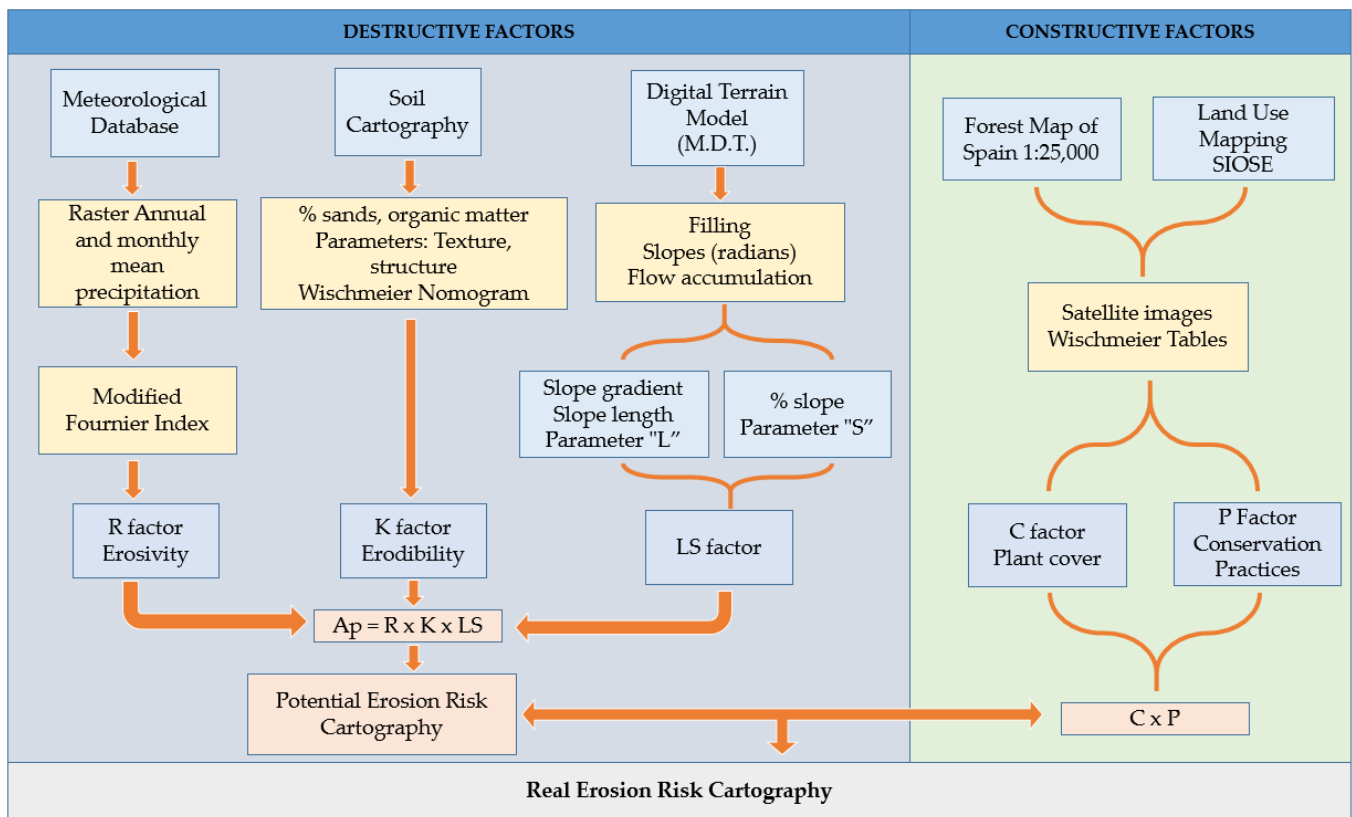 DESTRUCTIVE FACTORS
CONSTRUCTIVE FACTORS
Meteorological
Database
Soil
Cartography
Digital Terrain
Model
(M.D.T.)
Forest Map of
Spain 1:25,000
Land Use
Mapping
SIOSE
Raster Annual
and monthly
mean
precipitation
% sands, organic matter
Parameters: Texture,
structure
Wischmeier Nomogram
Filling
Slopes (radians)
Flow accumulation
Satellite images
Wischmeier Tables
Modified
Fournier Index
Slope gradient
Slope length
Parameter "L”
% slope
Parameter "S”
R factor
Erosivity
K factor
Erodibility
LS factor
C factor
Plant cover
P Factor
Conservation
Practices
Ap = R x K x LS
Potential Erosion Risk
Cartography
C x P
Real Erosion Risk Cartography